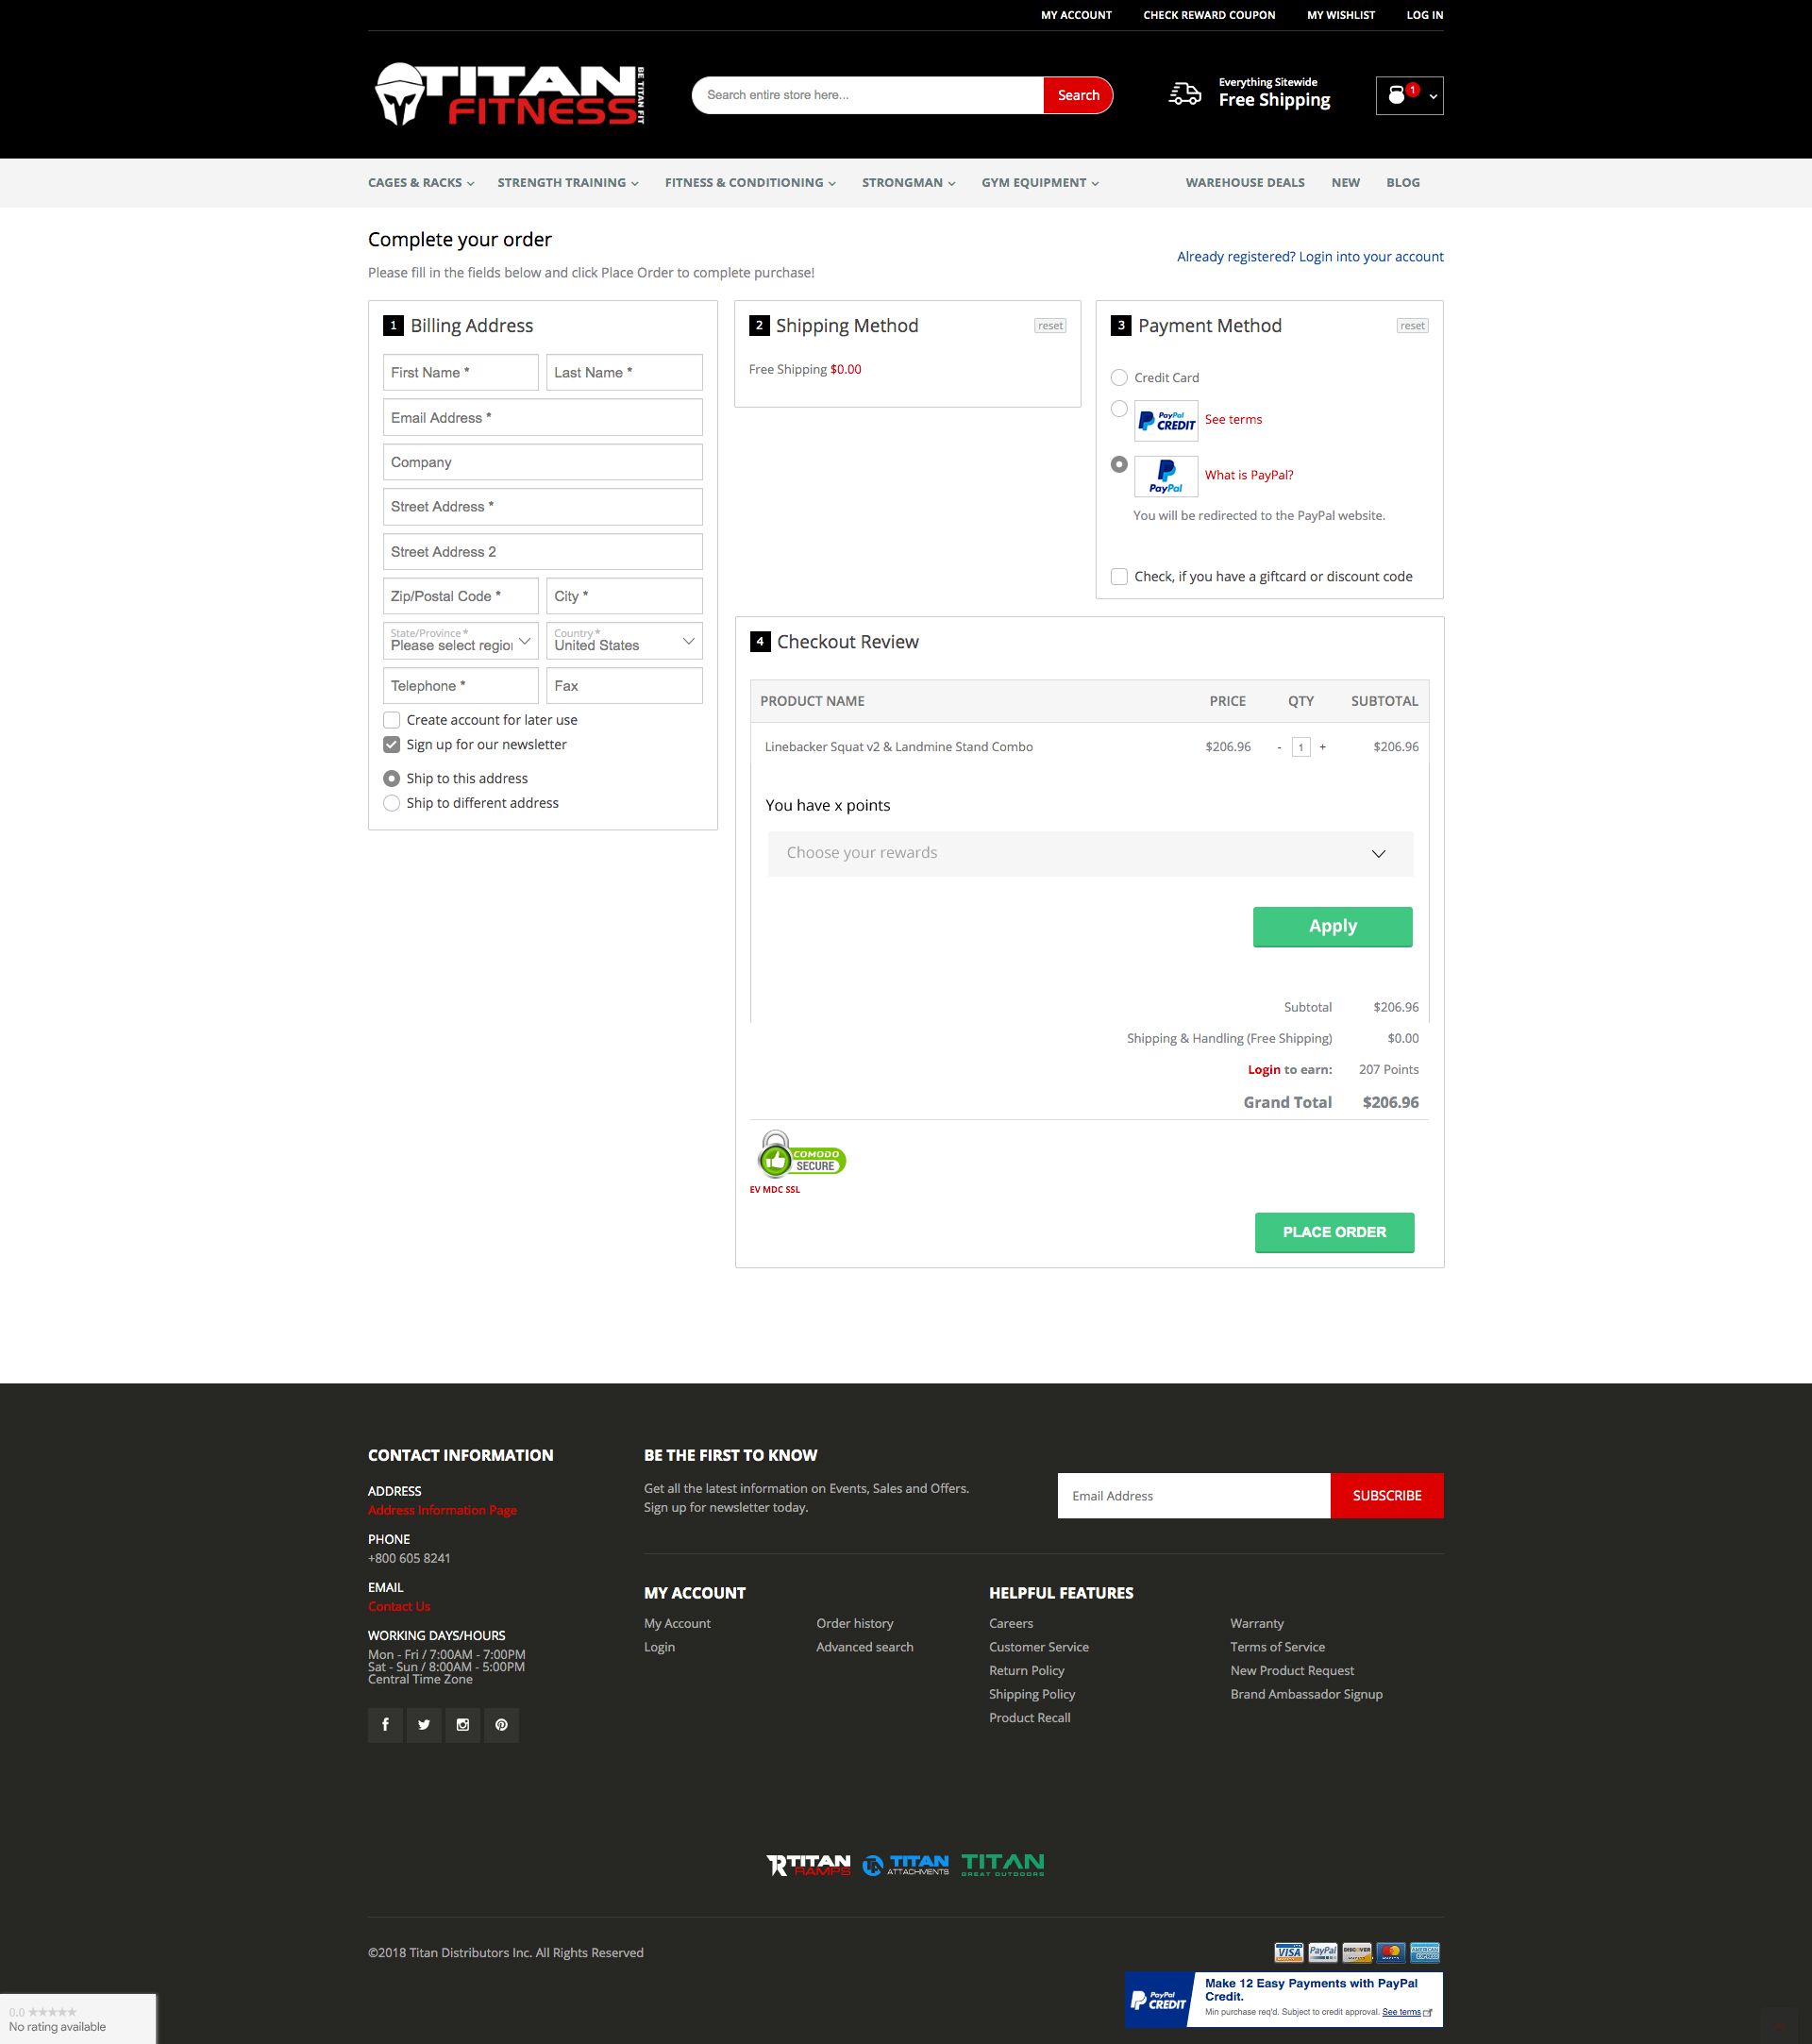 MY ACCOUNT CHECK REWARD COUPON MY WISHLIST LOG IN
TITAN FITNESS BE TITAN FIT
Search entire store here... Search
Everything Sitewide
Free Shipping
1
CAGES & RACKS STRENGTH TRAINING FITNESS & CONDITIONING STRONGMAN GYM EQUIPMENT WAREHOUSE DEALS NEW BLOG
Complete your order
Please fill in the fields below and click Place Order to complete purchase!
Already registered? Login into your account
1 Billing Address
First Name * Last Name *
Email Address *
Company
Street Address *
Street Address 2
Zip/Postal Code * City *
State/Province * Country *
Please select regio United States
Telephone * Fax
Create account for later use
Sign up for our newsletter
Ship to this address
Ship to different address
2 Shipping Method reset
Free Shipping $0.00
3 Payment Method reset
Credit Card
PayPal CREDIT See terms
PayPal What is PayPal?
You will be redirected to the PayPal website.
Check, if you have a giftcard or discount code
4 Checkout Review
PRODUCT NAME PRICE QTY SUBTOTAL
Linebacker Squat v2 & Landmine Stand Combo $206.96 - 1 + $206.96
You have x points
Choose your rewards
Apply
Subtotal $206.96
Shipping & Handling (Free Shipping) $0.00
Login to earn: 207 Points
Grand Total $206.96
COMODO
SECURE
EV MDC SSL
PLACE ORDER
CONTACT INFORMATION
ADDRESS
Address Information Page
PHONE
+800 605 8241
EMAIL
Contact Us
WORKING DAYS/HOURS
Mon - Fri / 7:00AM - 7:00PM
Sat - Sun / 8:00AM - 5:00PM
Central Time Zone
BE THE FIRST TO KNOW
Get all the latest information on Events, Sales and Offers.
Sign up for newsletter today.
Email Address SUBSCRIBE
MY ACCOUNT
My Account Order history
Login Advanced search
HELPFUL FEATURES
Careers Warranty
Customer Service Terms of Service
Return Policy New Product Request
Shipping Policy Brand Ambassador Signup
Product Recall
TITAN RAMPS TITAN ATTACHMENTS TITAN GREAT OUTDOORS
©2018 Titan Distributors Inc. All Rights Reserved
VISA PayPal DISCOVER AMERICAN EXPRESS
PayPal CREDIT
Make 12 Easy Payments with PayPal
Credit.
Min purchase req'd. Subject to credit approval. See terms
0.0 ★★★★★
No rating available